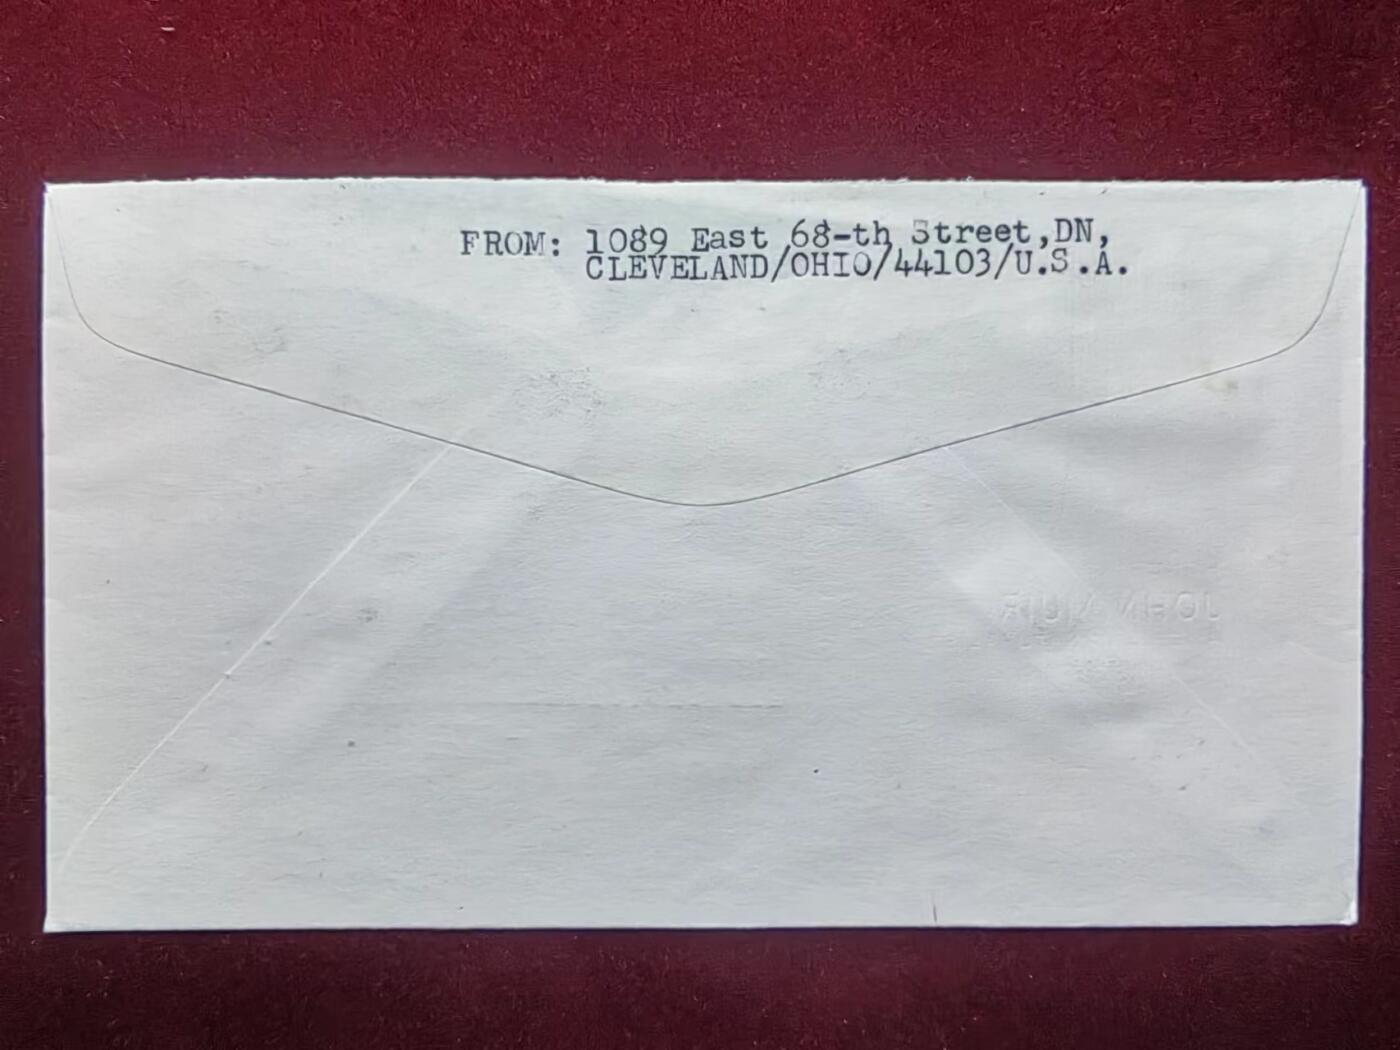 FROM: 1089 East 68-th Street,DN,
CLEVELAND/OHIO/44103/U.S.A.